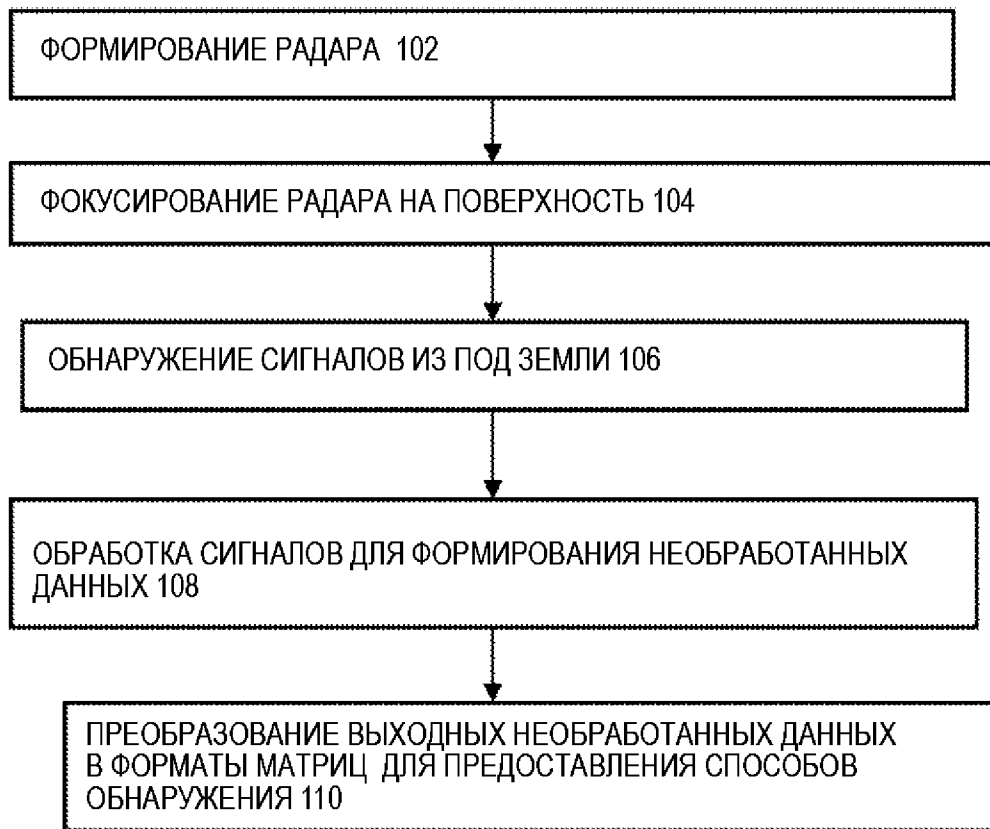 ФОРМИРОВАНИЕ РАДАРА 102
ФОКУСИРОВАНИЕ РАДАРА НА ПОВЕРХНОСТЬ 104
ОБНАРУЖЕНИЕ СИГНАЛОВ ИЗ ПОД ЗЕМЛИ 106
ОБРАБОТКА СИГНАЛОВ ДЛЯ ФОРМИРОВАНИЯ НЕОБРАБОТАННЫХ
ДАННЫХ 108
ПРЕОБРАЗОВАНИЕ ВЫХОДНЫХ НЕОБРАБОТАННЫХ ДАННЫХ
В ФОРМАТЫ МАТРИЦ ДЛЯ ПРЕДОСТАВЛЕНИЯ СПОСОБОВ
ОБНАРУЖЕНИЯ 110